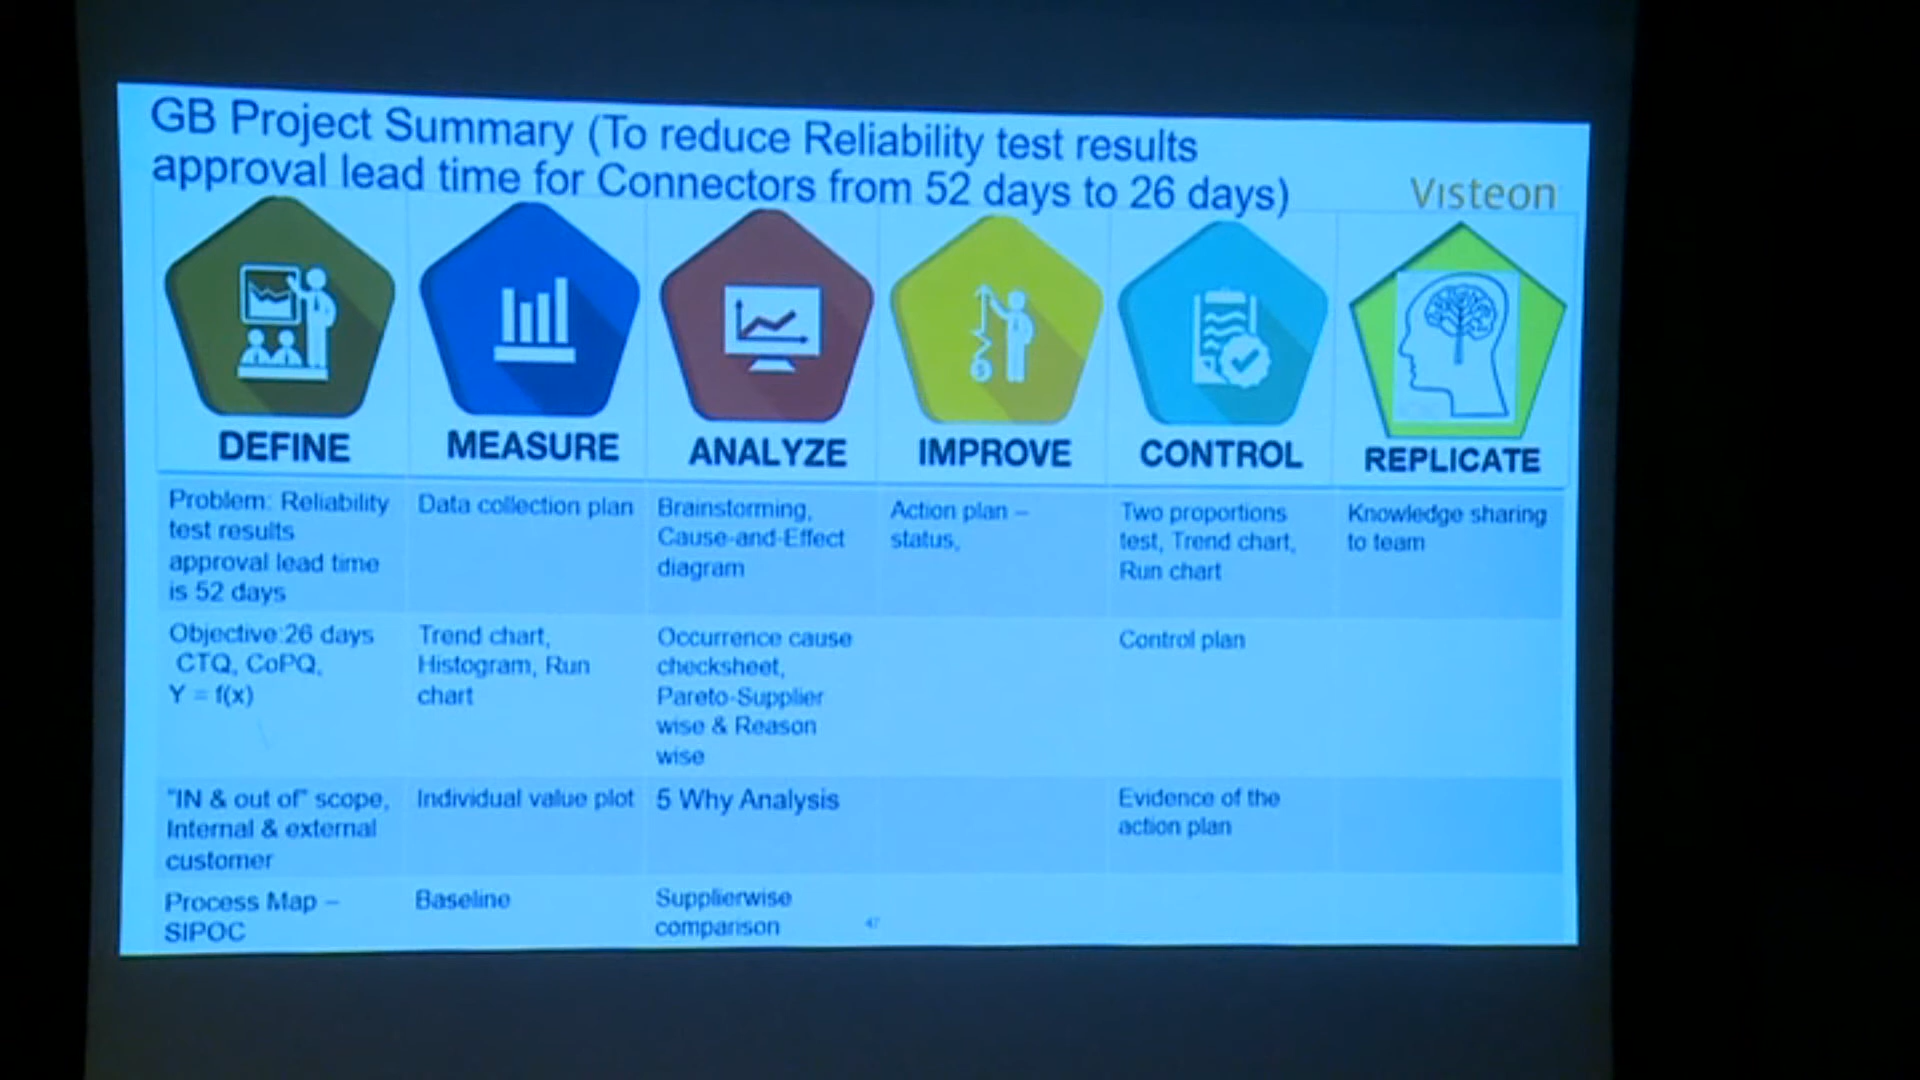 GB Project Summary (To reduce Reliability test results
approval lead time for Connectors from 52 days to 26 days)
Visteon
DEFINE
MEASURE
ANALYZE
IMPROVE
CONTROL
REPLICATE
Problem: Reliability
test results
approval lead time
is 52 days
Data collection plan
Brainstorming,
Cause-and-Effect
diagram
Action plan –
status,
Two proportions
test, Trend chart,
Run chart
Knowledge sharing
to team
Objective:26 days
CTQ, CoPQ,
Y = f(x)
Trend chart,
Histogram, Run
chart
Occurrence cause
checksheet,
Pareto-Supplier
wise & Reason
wise
Control plan
"IN & out of" scope,
Internal & external
customer
Individual value plot
5 Why Analysis
Evidence of the
action plan
Process Map –
SIPOC
Baseline
Supplierwise
comparison
47